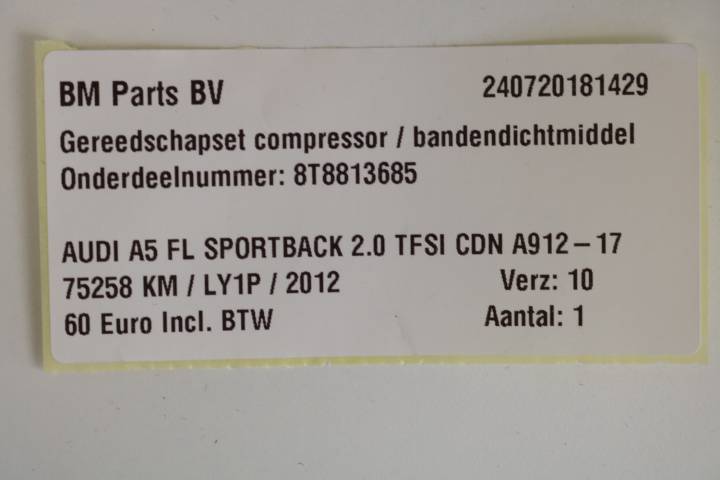 BM Parts BV 240720181429
Gereedschapset compressor / bandendichtmiddel
Onderdeelnummer: 8T8813685
AUDI A5 FL SPORTBACK 2.0 TFSI CDN A912-17
75258 KM / LY1P / 2012 Verz: 10
60 Euro Incl. BTW Aantal: 1